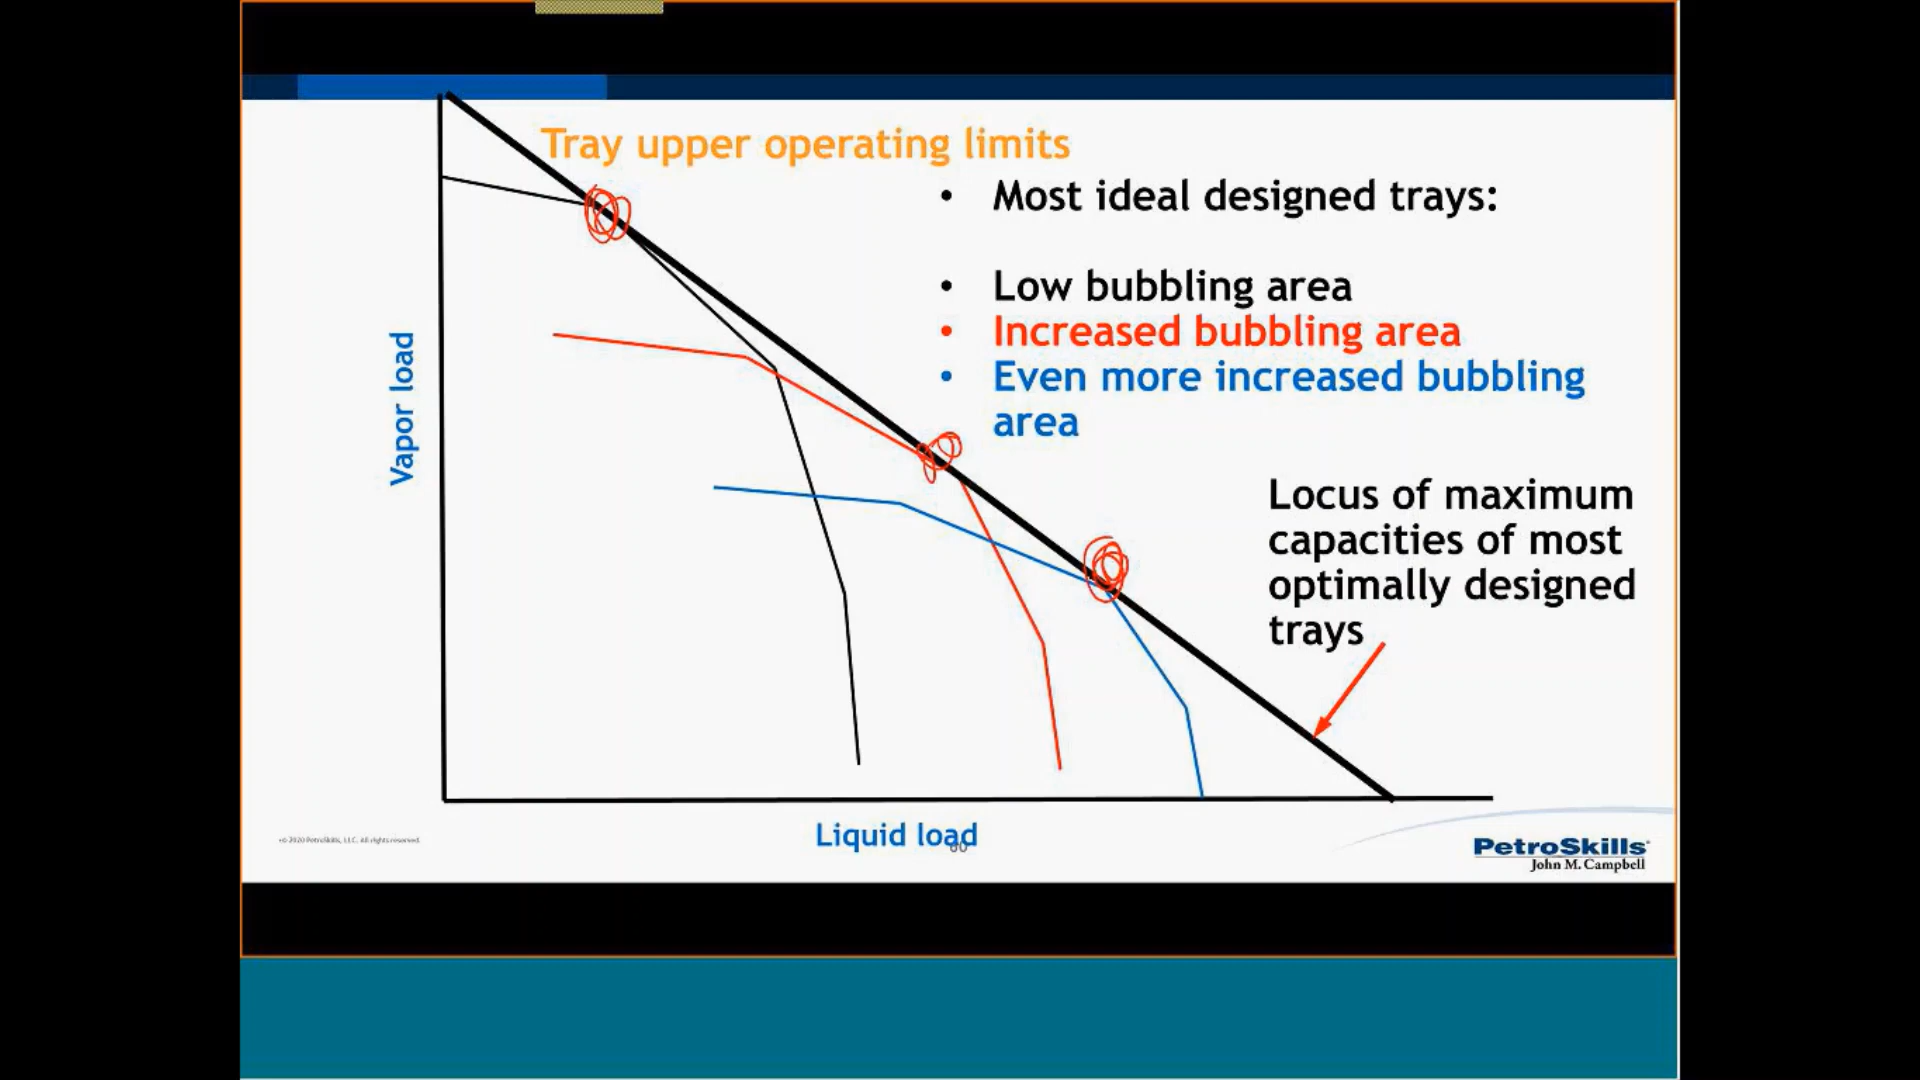 Tray upper operating limits
• Most ideal designed trays:
• Low bubbling area
• Increased bubbling area
• Even more increased bubbling
area
Vapor load
Locus of maximum
capacities of most
optimally designed
trays
Liquid load
60
•© 2020 PetroSkills, LLC. All rights reserved.
PetroSkills
John M. Campbell